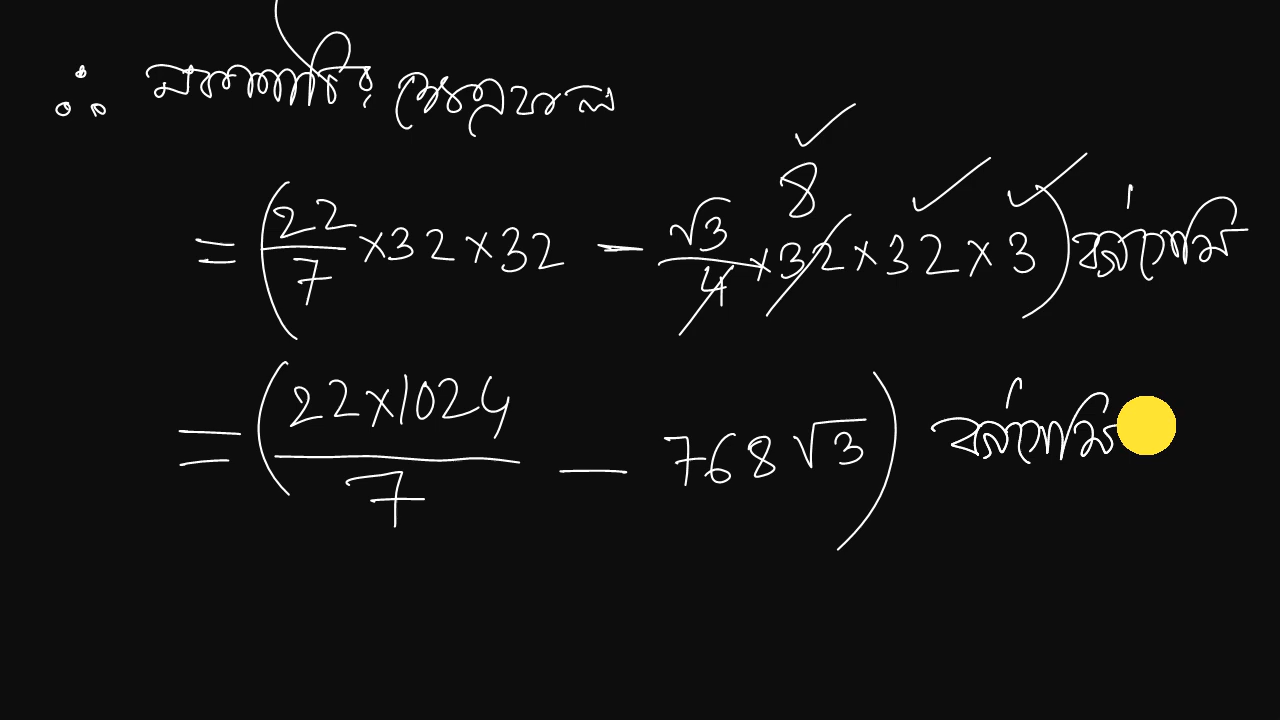 ∴ নকশাটির ক্ষেত্রফল
8
= (22/7 × 32 × 32 − √3/4 × 32 × 32 × 3) বর্গসেমি
= (22×1024/7 − 768√3) বর্গসেমি